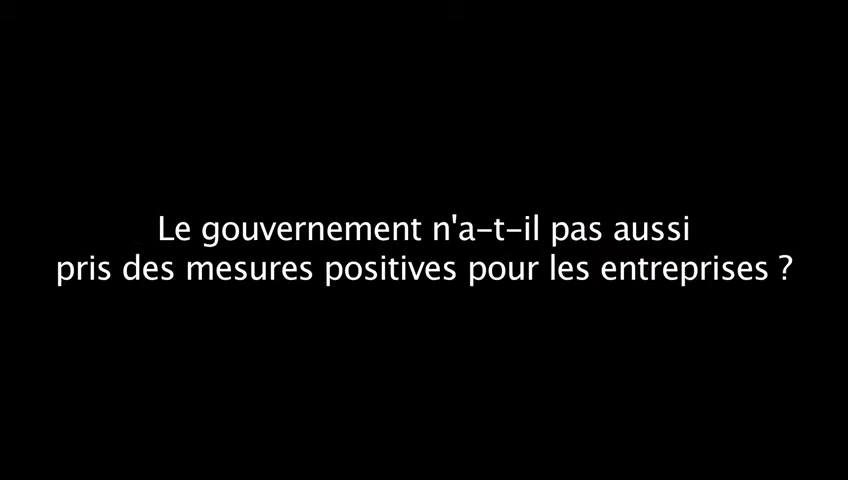 Le gouvernement n'a-t-il pas aussi
pris des mesures positives pour les entreprises ?